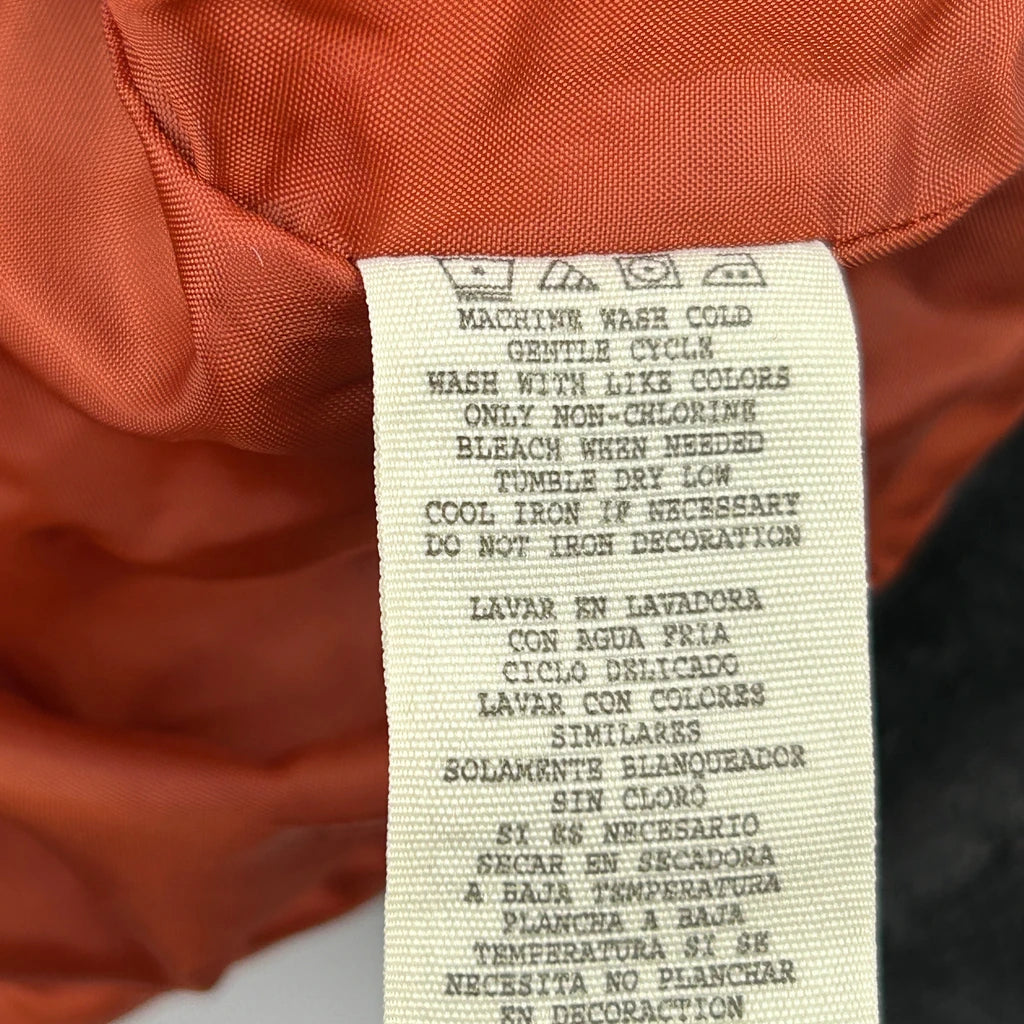 MACHINE WASH COLD
GENTLE CYCLE
WASH WITH LIKE COLORS
ONLY NON-CHLORINE
BLEACH WHEN NEEDED
TUMBLE DRY LOW
COOL IRON IF NECESSARY
DO NOT IRON DECORATION
LAVAR EN LAVADORA
CON AGUA FRIA
CICLO DELICADO
LAVAR CON COLORES
SIMILARES
SOLAMENTE BLANQUEADOR
SIN CLORO
SI ES NECESARIO
SECAR EN SECADORA
A BAJA TEMPERATURA
PLANCHA A BAJA
TEMPERATURA SI SE
NECESITA NO PLANCHAR
EN DECORACTION